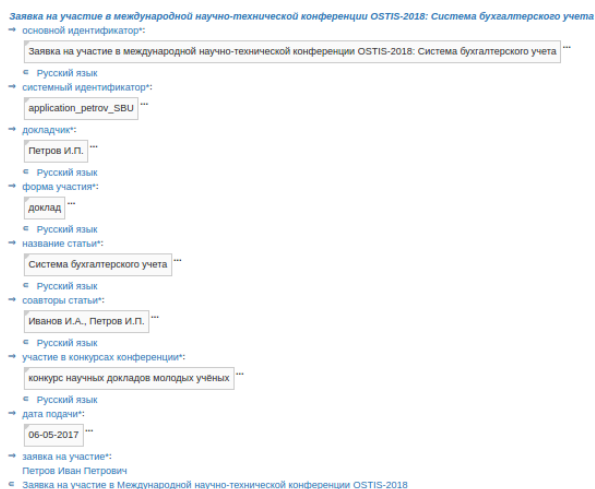 Заявка на участие в международной научно-технической конференции OSTIS-2018: Система бухгалтерского учета
⇒ основной идентификатор*:
Заявка на участие в международной научно-технической конференции OSTIS-2018: Система бухгалтерского учета ...
∈ Русский язык
⇒ системный идентификатор*:
application_petrov_SBU ...
⇒ докладчик*:
Петров И.П. ...
∈ Русский язык
⇒ форма участия*:
доклад ...
∈ Русский язык
⇒ название статьи*:
Система бухгалтерского учета ...
∈ Русский язык
⇒ соавторы статьи*:
Иванов И.А., Петров И.П. ...
∈ Русский язык
⇒ участие в конкурсах конференции*:
конкурс научных докладов молодых учёных ...
∈ Русский язык
⇒ дата подачи*:
06-05-2017 ...
⇒ заявка на участие*:
Петров Иван Петрович
∈ Заявка на участие в Международной научно-технической конференции OSTIS-2018